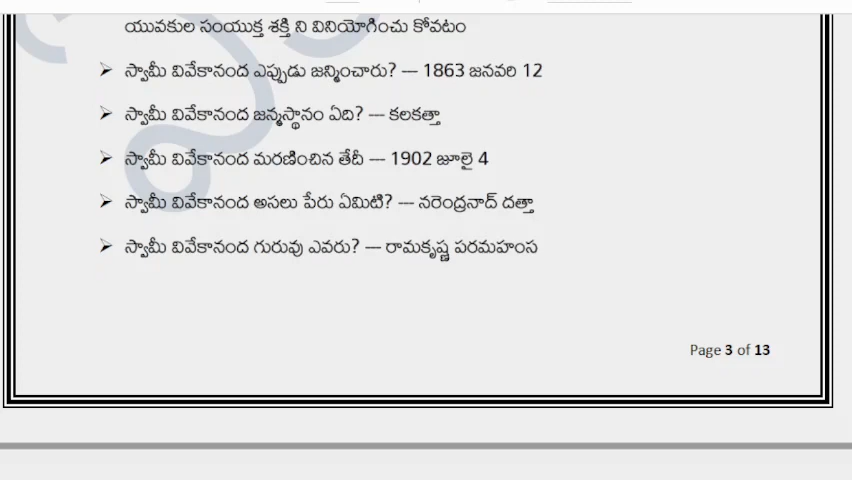 యువకుల సంయుక్త శక్తి ని వినియోగించు కోవటం
➢ స్వామీ వివేకానంద ఎప్పుడు జన్మించారు? --- 1863 జనవరి 12
➢ స్వామీ వివేకానంద జన్మస్థానం ఏది? --- కలకత్తా
➢ స్వామీ వివేకానంద మరణించిన తేదీ --- 1902 జూలై 4
➢ స్వామీ వివేకానంద అసలు పేరు ఏమిటి? --- నరెంద్రనాద్ దత్తా
➢ స్వామీ వివేకానంద గురువు ఎవరు? --- రామకృష్ణ పరమహంస
Page 3 of 13